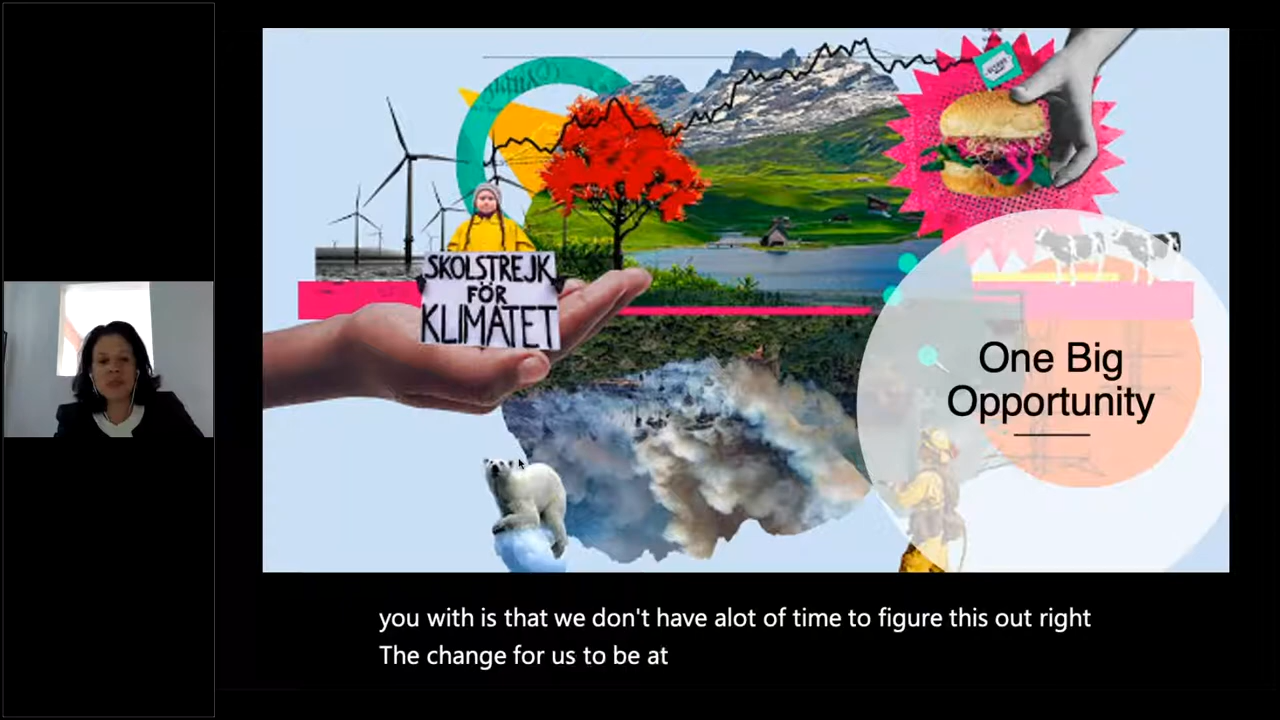 SKOLSTREJK
FÖR
KLIMATET
One Big
Opportunity
you with is that we don't have alot of time to figure this out right
The change for us to be at